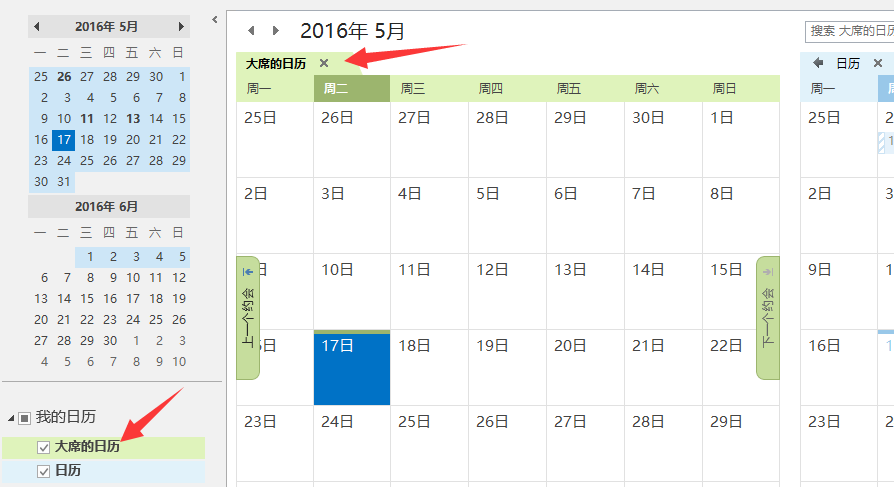 2016年 5月
一 二 三 四 五 六 日
25 26 27 28 29 30 1
2 3 4 5 6 7 8
9 10 11 12 13 14 15
16 17 18 19 20 21 22
23 24 25 26 27 28 29
30 31
2016年 6月
一 二 三 四 五 六 日
1 2 3 4 5
6 7 8 9 10 11 12
13 14 15 16 17 18 19
20 21 22 23 24 25 26
27 28 29 30 1 2 3
4 5 6 7 8 9 10
我的日历
大席的日历
日历
2016年 5月
搜索 大席的日历
大席的日历
周一 周二 周三 周四 周五 周六 周日
25日 26日 27日 28日 29日 30日 1日
2日 3日 4日 5日 6日 7日 8日
日 10日 11日 12日 13日 14日 15日
日 17日 18日 19日 20日 21日 22日
23日 24日 25日 26日 27日 28日 29日
上一个约会
下一个约会
日历
周一
25日
2日
9日
16日
23日